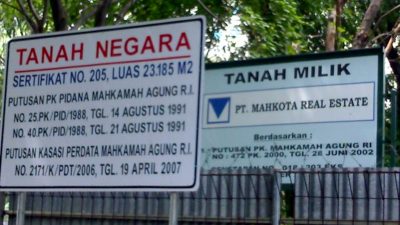 TANAH NEGARA
SERTIFIKAT NO. 205, LUAS 23.185 M2
PUTUSAN PK PIDANA MAHKAMAH AGUNG R.I.
NO. 25.PK/PID/1988, TGL. 14 AGUSTUS 1991
NO. 40.PK/PID/1988, TGL. 21 AGUSTUS 1991
PUTUSAN KASASI PERDATA MAHKAMAH AGUNG R.I.
NO. 2171/K/PDT/2006, TGL. 19 APRIL 2007
TANAH MILIK
PT. MAHKOTA REAL ESTATE
Berdasarkan :
PUTUSAN PK. MAHKAMAH AGUNG RI
NO : 472 PK. 2000, TGL. 28 JUNI 2002